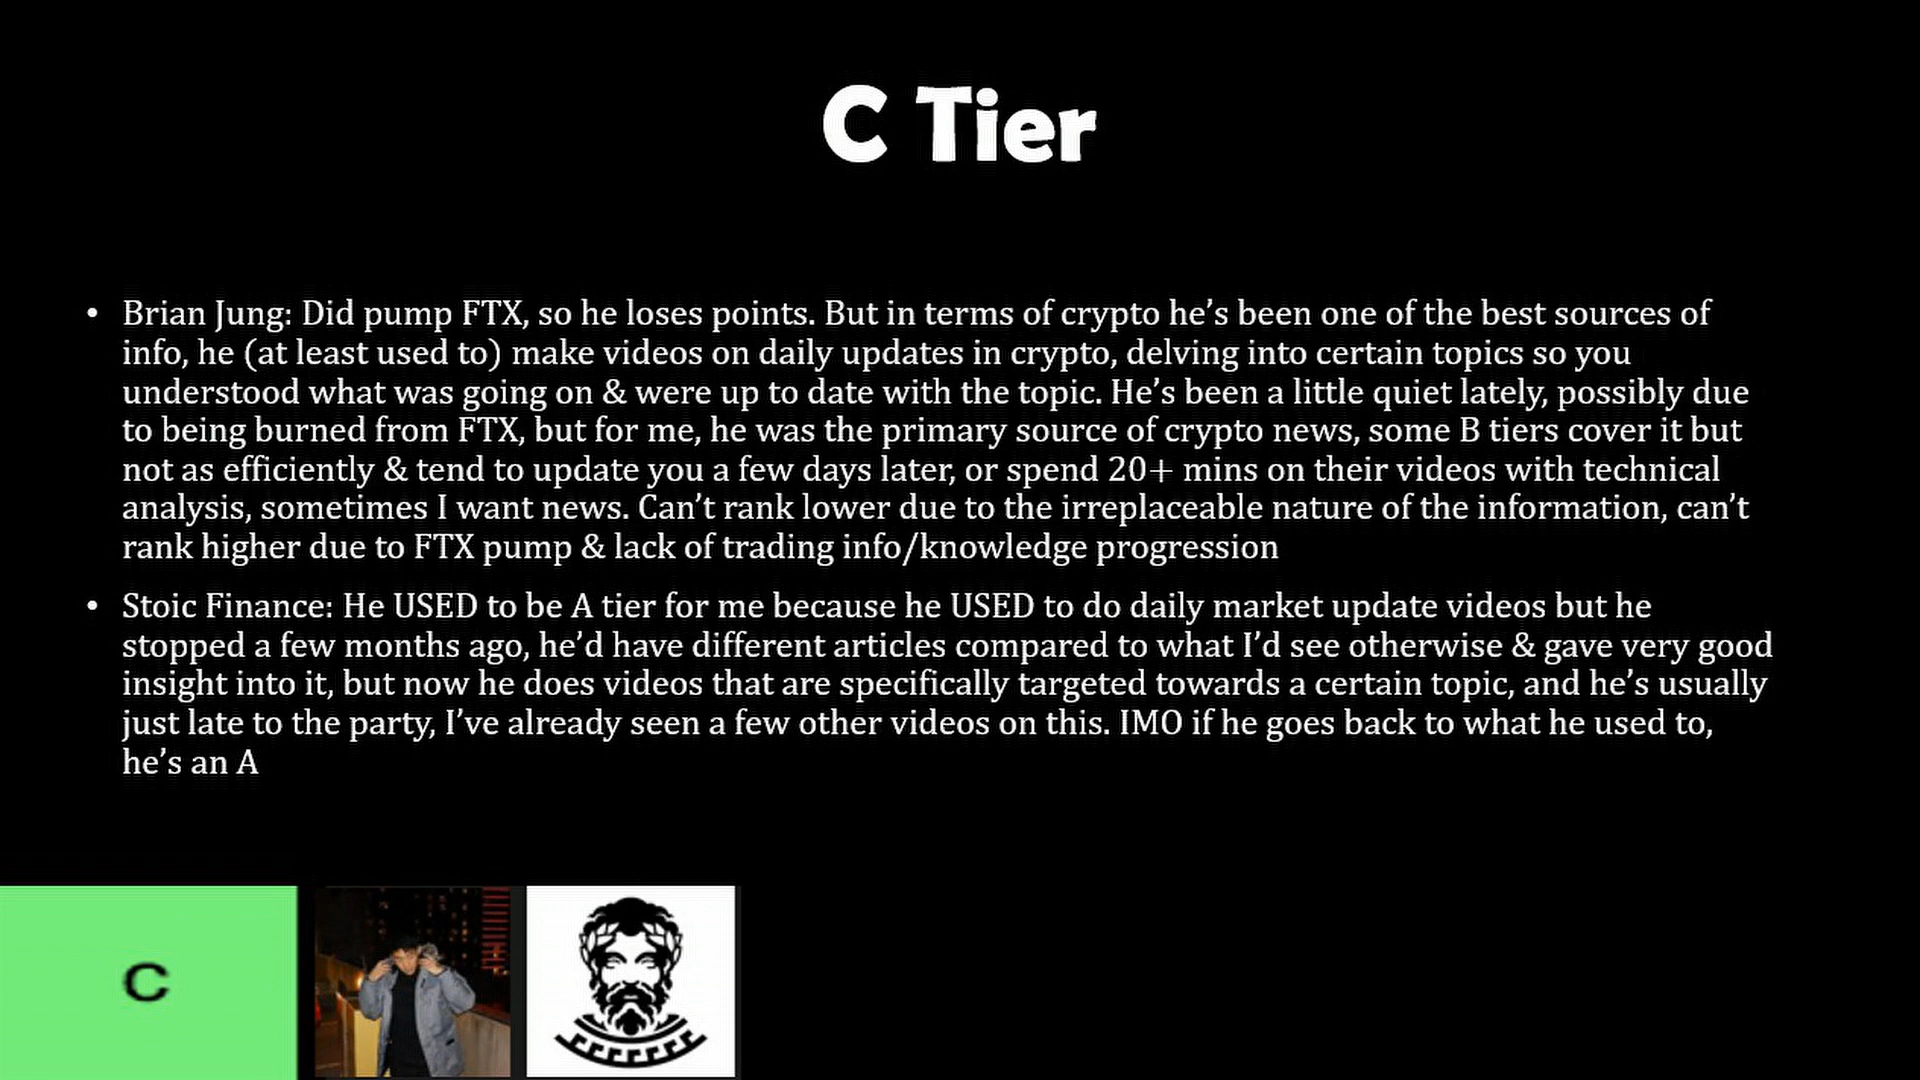 C Tier
• Brian Jung: Did pump FTX, so he loses points. But in terms of crypto he’s been one of the best sources of
info, he (at least used to) make videos on daily updates in crypto, delving into certain topics so you
understood what was going on & were up to date with the topic. He’s been a little quiet lately, possibly due
to being burned from FTX, but for me, he was the primary source of crypto news, some B tiers cover it but
not as efficiently & tend to update you a few days later, or spend 20+ mins on their videos with technical
analysis, sometimes I want news. Can’t rank lower due to the irreplaceable nature of the information, can’t
rank higher due to FTX pump & lack of trading info/knowledge progression
• Stoic Finance: He USED to be A tier for me because he USED to do daily market update videos but he
stopped a few months ago, he’d have different articles compared to what I’d see otherwise & gave very good
insight into it, but now he does videos that are specifically targeted towards a certain topic, and he’s usually
just late to the party, I’ve already seen a few other videos on this. IMO if he goes back to what he used to,
he’s an A
C